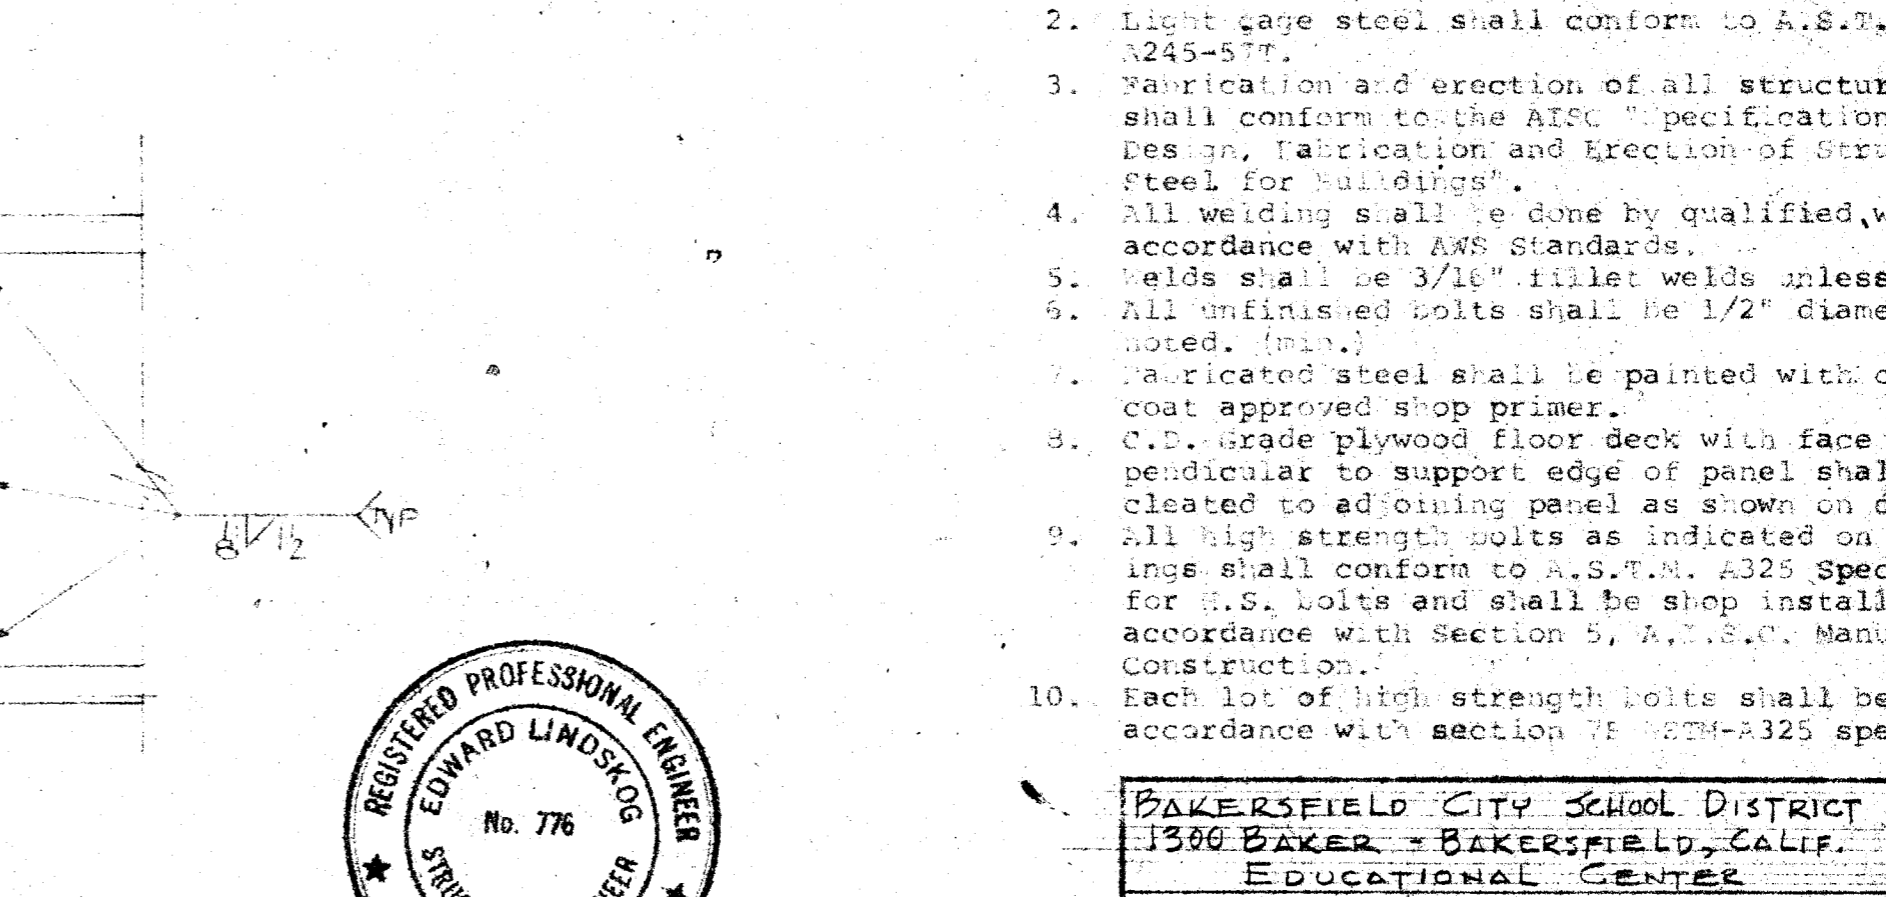 2. Light gage steel shall conform to A.S.T.
A245-57T.
3. Fabrication and erection of all structur
shall conform to the AISC "Specification
Design, Fabrication and Erection of Stru
Steel for Buildings".
4. All welding shall be done by qualified w
accordance with AWS Standards.
5. Welds shall be 3/16" fillet welds unless
6. All unfinished bolts shall be 1/2" diame
noted. (min.)
7. Fabricated steel shall be painted with o
coat approved shop primer.
8. C.D. Grade plywood floor deck with face
pendicular to support edge of panel shal
cleated to adjoining panel as shown on d
9. All high strength bolts as indicated on
ings shall conform to A.S.T.M. A325 Spec
for H.S. bolts and shall be shop install
accordance with Section 5, A.I.S.C. Manu
Construction.
10. Each lot of high strength bolts shall be
accordance with section ASTM-A325 spe
1/8 1/2 TYP
REGISTERED PROFESSIONAL ENGINEER
EDWARD LINDSKOG
No. 776
BAKERSFIELD CITY SCHOOL DISTRICT
1300 BAKER - BAKERSFIELD, CALIF.
EDUCATIONAL CENTER